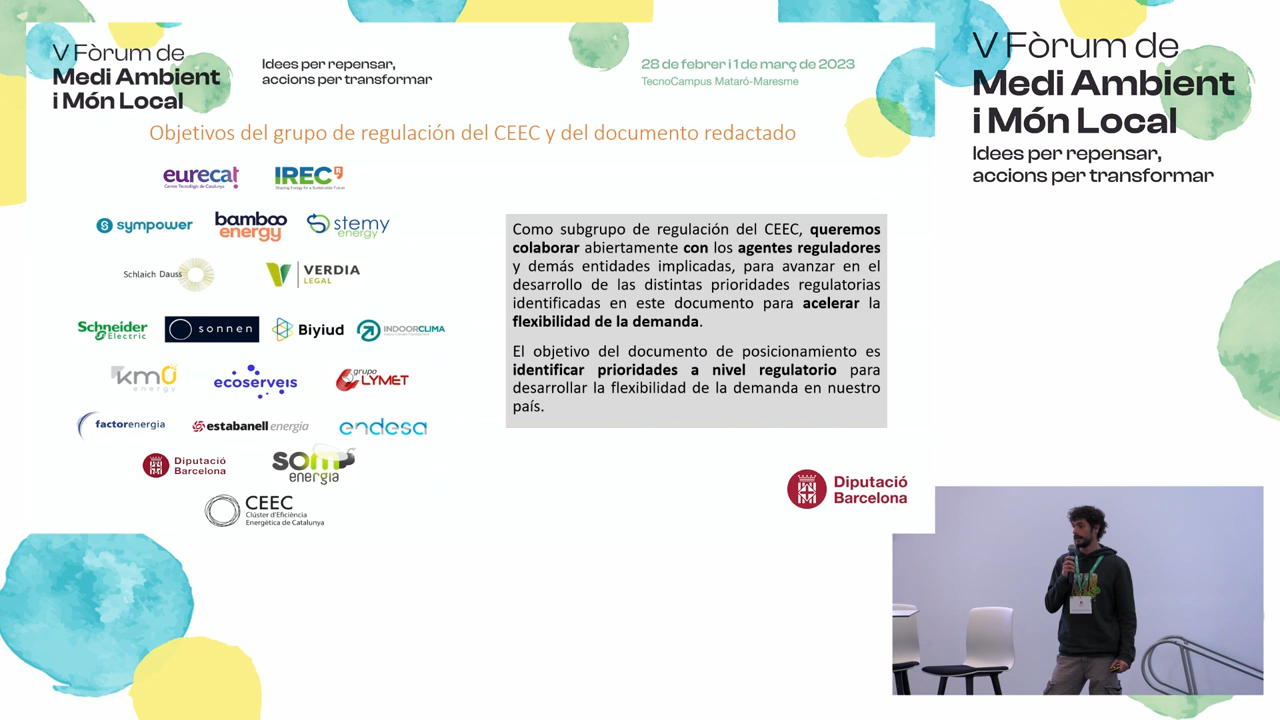 V Fòrum de
Medi Ambient
i Món Local
Idees per repensar,
accions per transformar
28 de febrer i 1 de març de 2023
TecnoCampus Mataró-Maresme
Objetivos del grupo de regulación del CEEC y del documento redactado
eurecat
Centre Tecnològic de Catalunya
IREC
sympower
bamboo
energy
stemy
energy
Schlaich Dauss
VERDIA
LEGAL
Schneider
Electric
sonnen
Biyiud
INDOORCLIMA
km0
energy
ecoserveis
grupo
LYMET
factorenergia
estabanell energia
endesa
Diputació
Barcelona
som
energia
CEEC
Clúster d'Eficiència
Energètica de Catalunya
Como subgrupo de regulación del CEEC, queremos
colaborar abiertamente con los agentes reguladores
y demás entidades implicadas, para avanzar en el
desarrollo de las distintas prioridades regulatorias
identificadas en este documento para acelerar la
flexibilidad de la demanda.
El objetivo del documento de posicionamiento es
identificar prioridades a nivel regulatorio para
desarrollar la flexibilidad de la demanda en nuestro
país.
Diputació
Barcelona
V Fòrum de
Medi Ambient
i Món Local
Idees per repensar,
accions per transformar